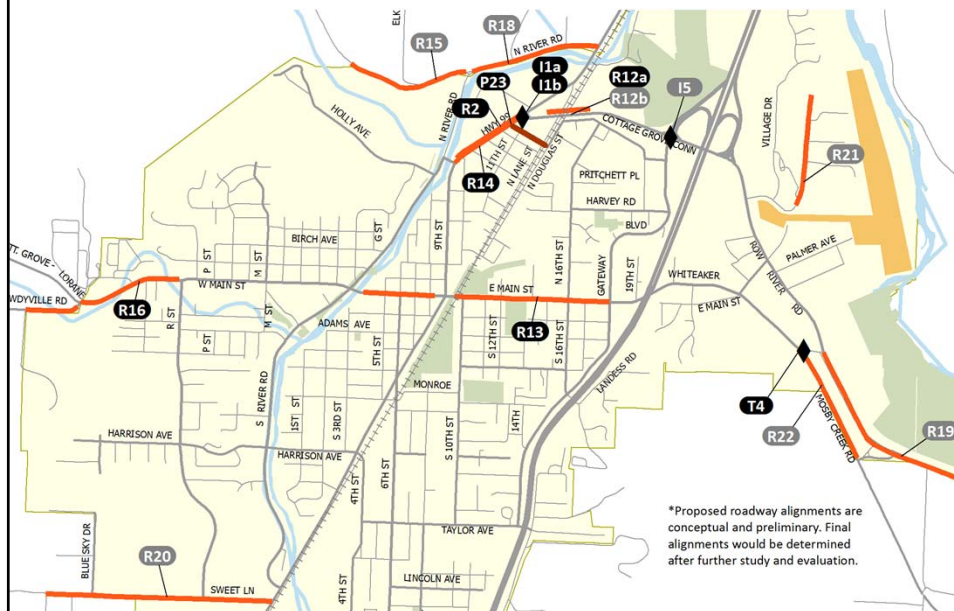 ELK
R18
R15
N RIVER RD
I1a
P23
I1b
R12a
R12b
I5
R2
HWY 99
COTTAGE GROVE CONN
VILLAGE DR
HOLLY AVE
N RIVER RD
11TH ST
N LANE ST
N DOUGLAS ST
R14
R21
PRITCHETT PL
HARVEY RD
BLVD
G ST
9TH ST
BIRCH AVE
P ST
M ST
N 16TH ST
GATEWAY
19TH ST
PALMER AVE
WHITEAKER
ROW RIVER RD
TT. GROVE - LORANE
W MAIN ST
E MAIN ST
E MAIN ST
WDYVILLE RD
R16
R ST
M ST
ADAMS AVE
R13
P ST
5TH ST
S 12TH ST
S 16TH ST
LANDESS RD
S RIVER RD
MONROE
T4
1ST ST
S 3RD ST
S 10TH ST
14TH
MOSBY CREEK RD
R22
R19
HARRISON AVE
HARRISON AVE
4TH ST
6TH ST
*Proposed roadway alignments are
conceptual and preliminary. Final
alignments would be determined
after further study and evaluation.
BLUE SKY DR
TAYLOR AVE
R20
SWEET LN
LINCOLN AVE
4TH ST